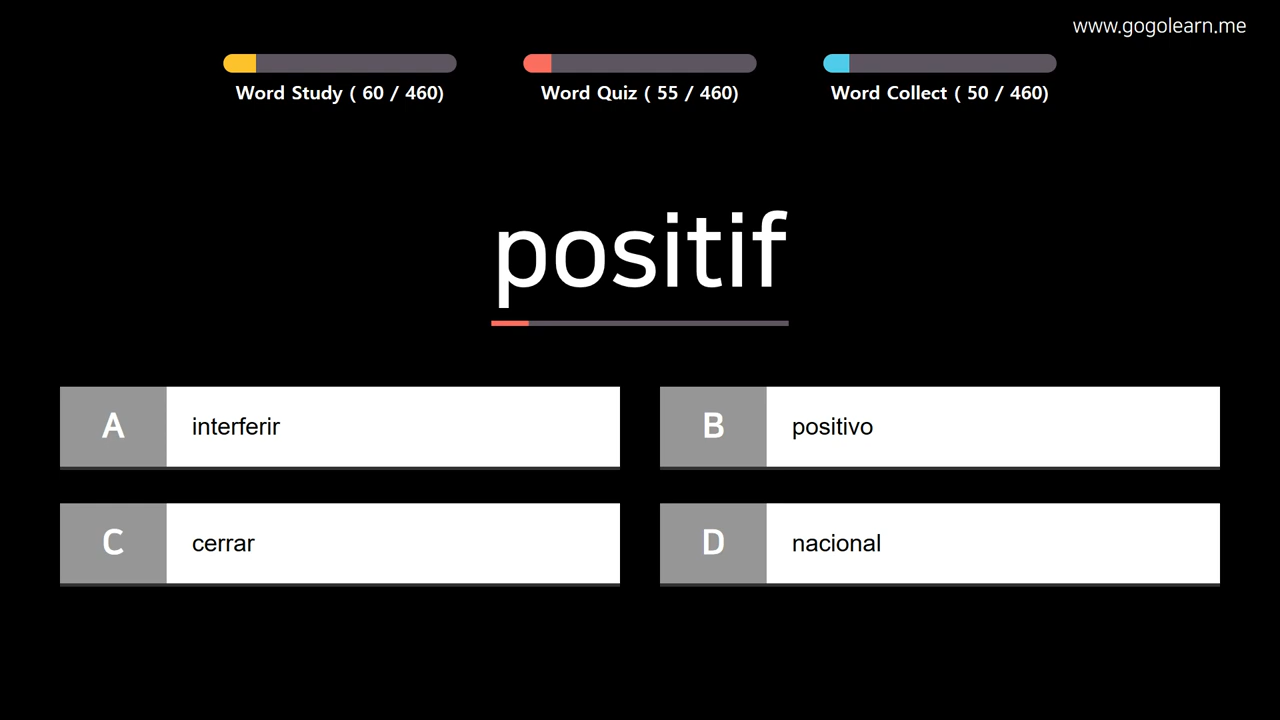 www.gogolearn.me
Word Study ( 60 / 460)
Word Quiz ( 55 / 460)
Word Collect ( 50 / 460)
positif
A interferir
B positivo
C cerrar
D nacional